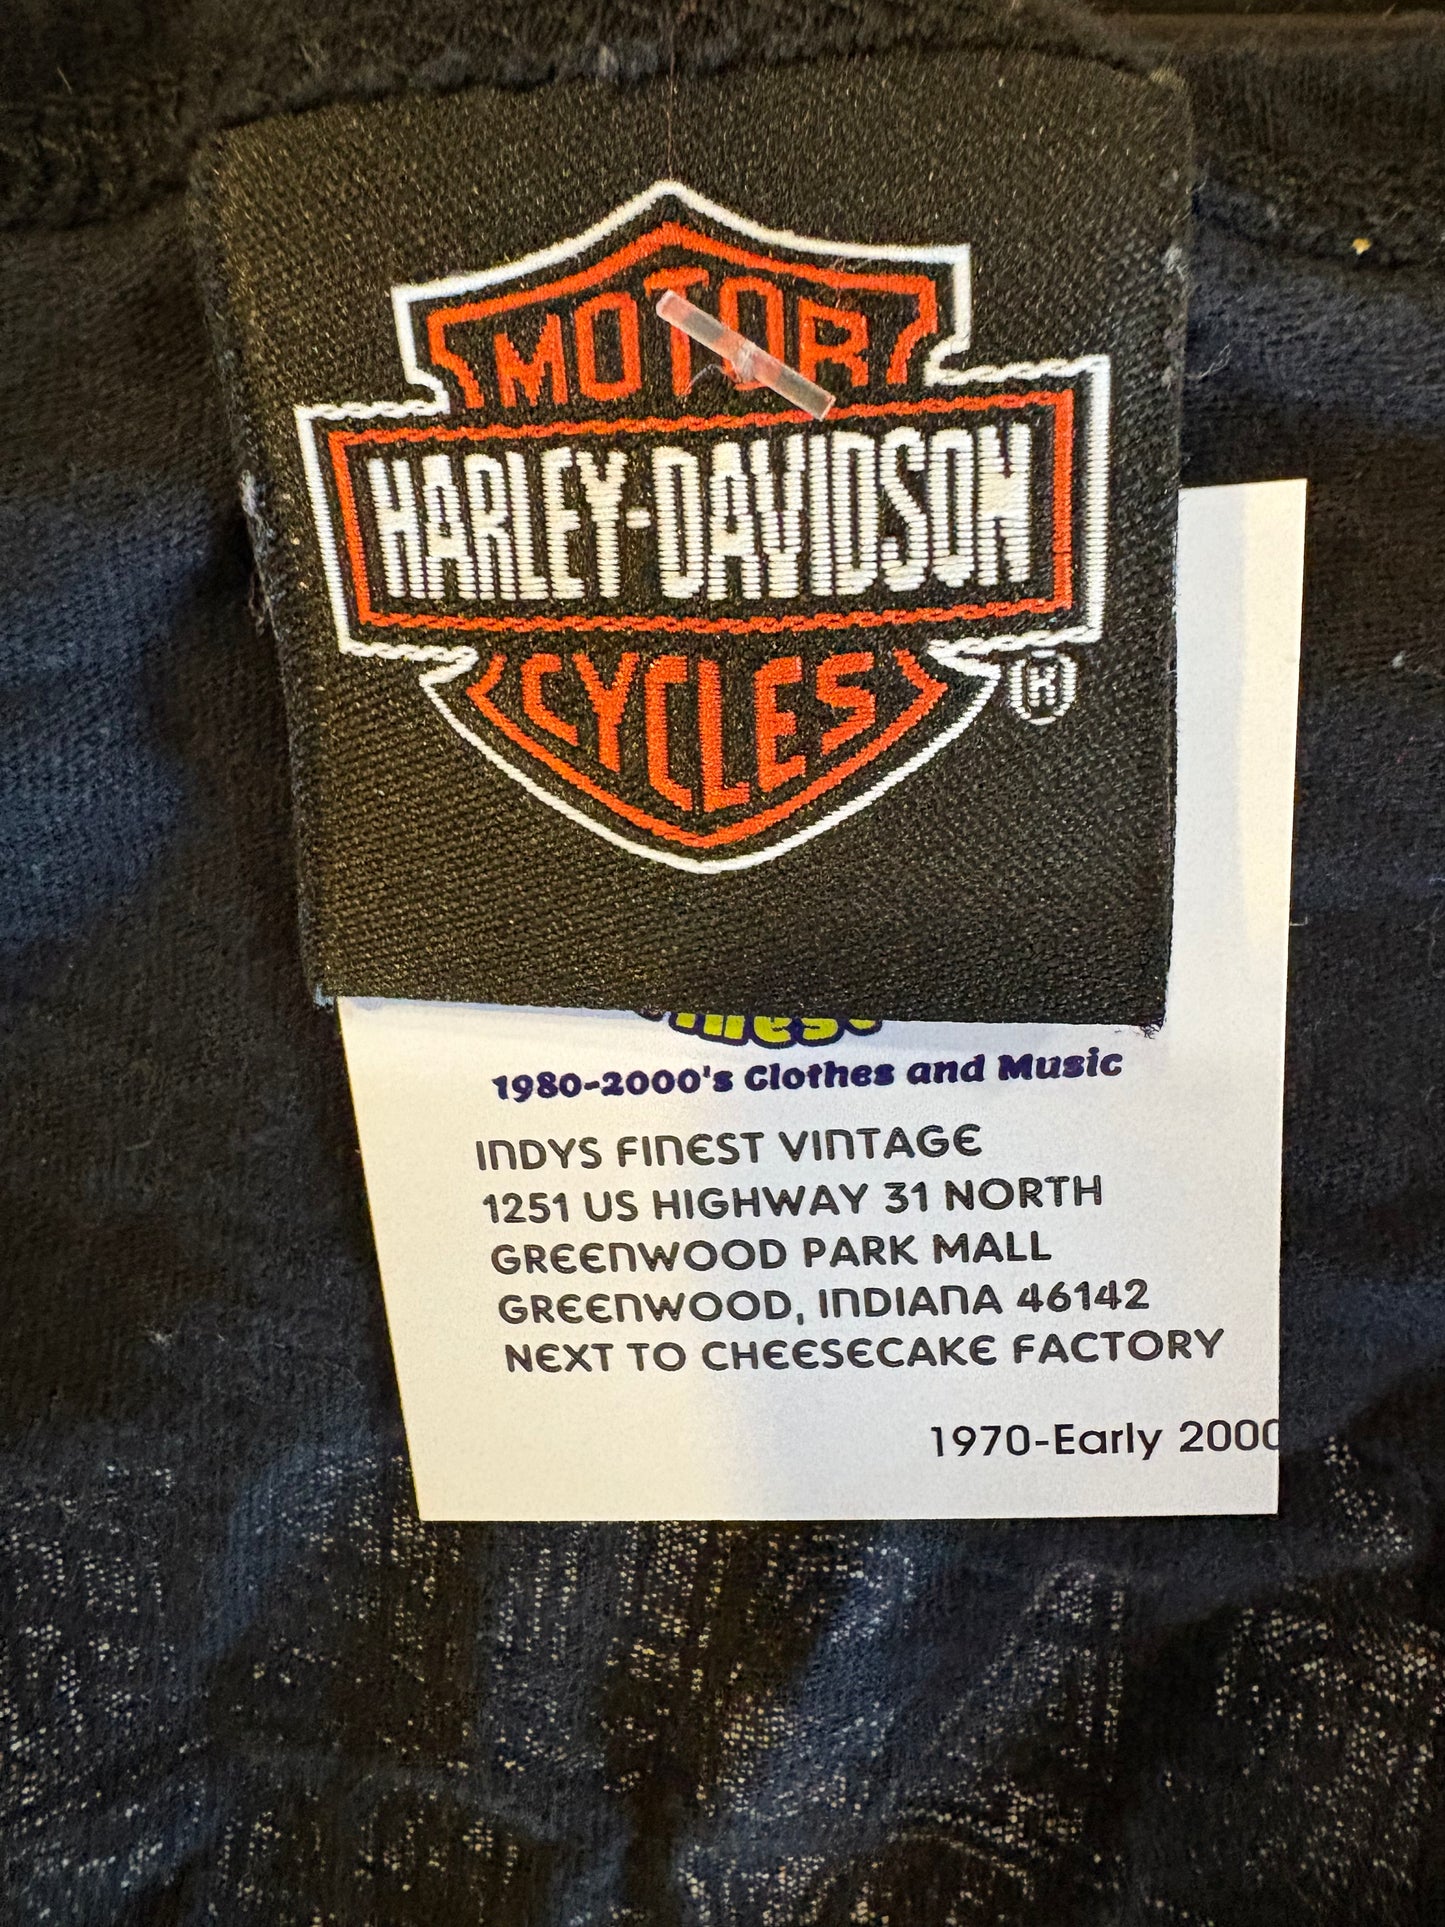 MOTOR
HARLEY-DAVIDSON
CYCLES
®
1980-2000's Clothes and Music
INDYS FINEST VINTAGE
1251 US HIGHWAY 31 NORTH
GREENWOOD PARK MALL
GREENWOOD, INDIANA 46142
NEXT TO CHEESECAKE FACTORY
1970-Early 2000